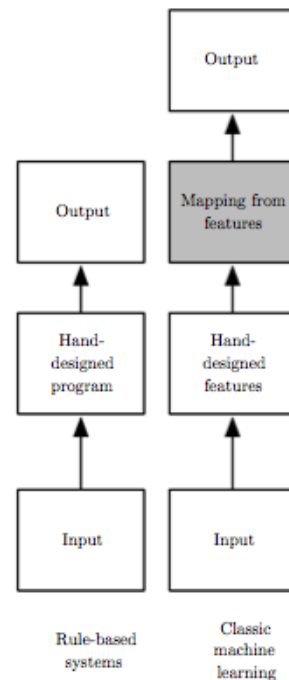 Output
Output
Mapping from
features
Hand-
designed
program
Hand-
designed
features
Input
Input
Rule-based
systems
Classic
machine
learning